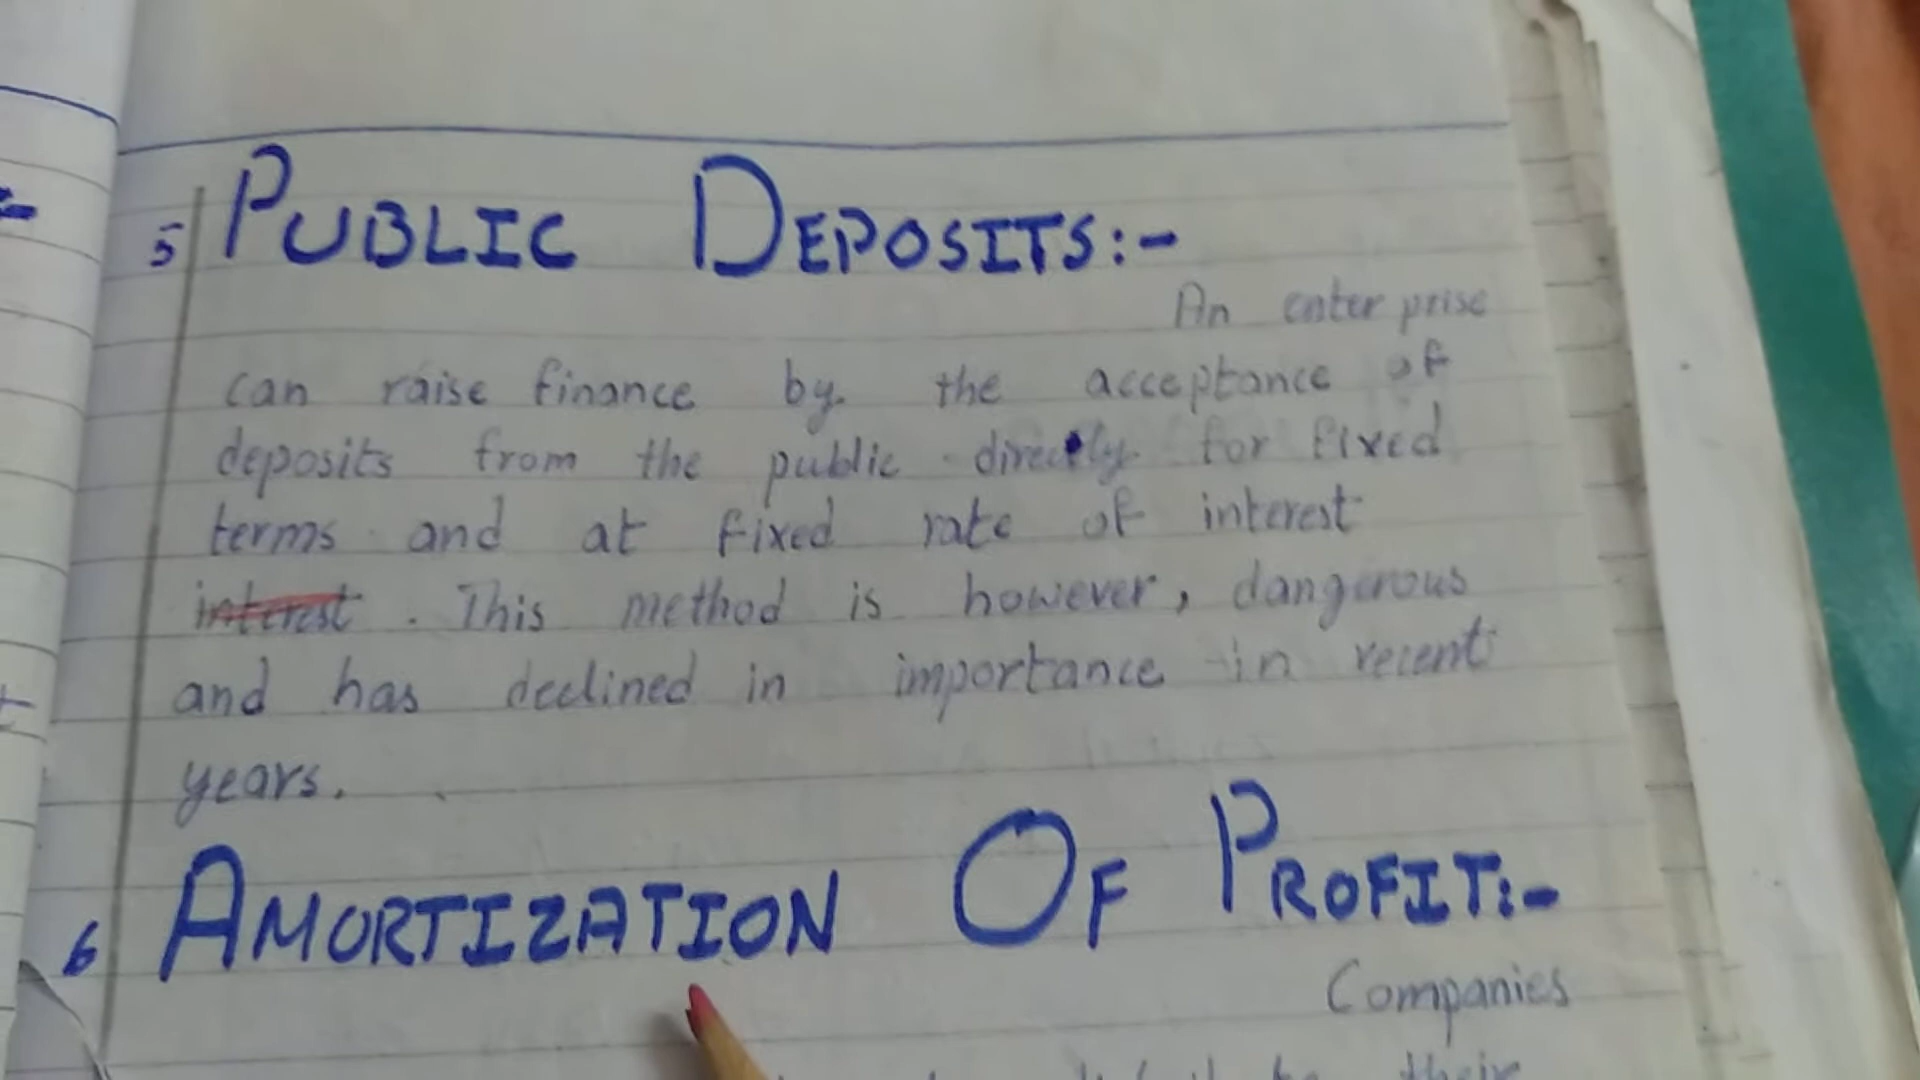 5 PUBLIC DEPOSITS:-
An enterprise
can raise finance by the acceptance of
deposits from the public directly for fixed
terms and at fixed rate of interest
interest. This method is however, dangerous
and has declined in importance in recent
years.
6 AMORTIZATION OF PROFIT:-
Companies
their